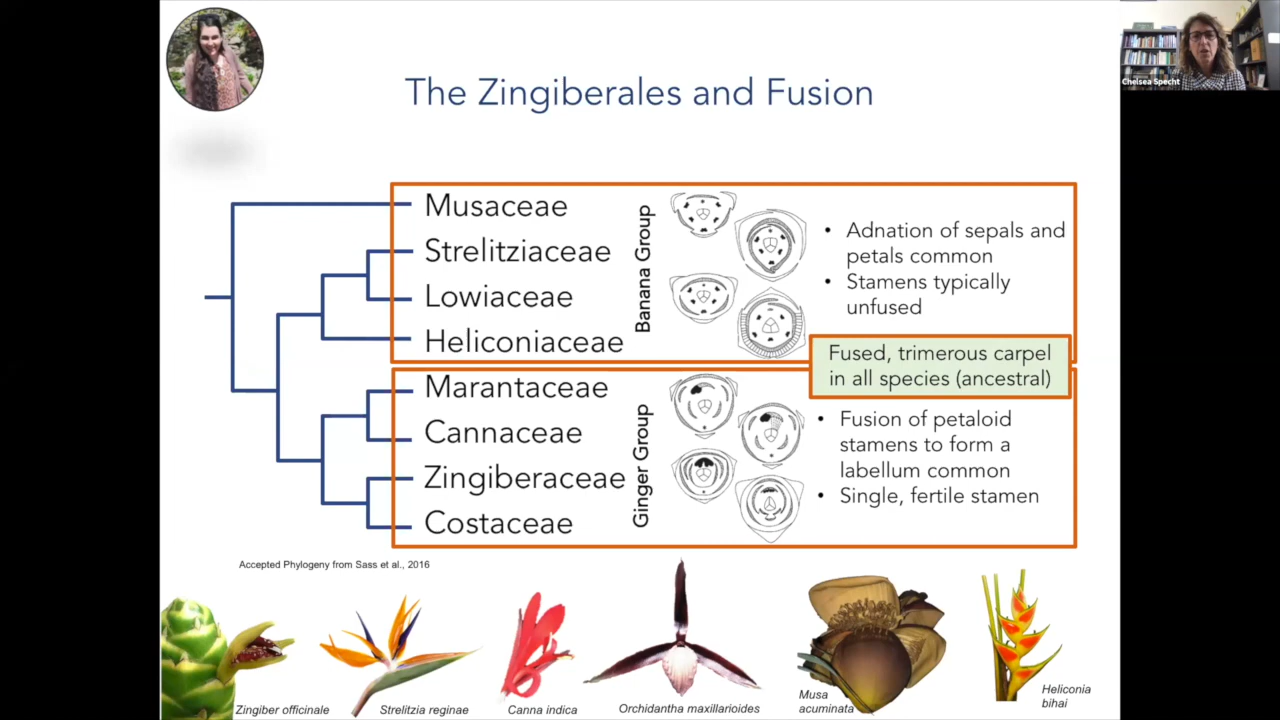 Chelsea Specht
The Zingiberales and Fusion
Musaceae
Strelitziaceae
Lowiaceae
Heliconiaceae
Banana Group
• Adnation of sepals and
petals common
• Stamens typically
unfused
Fused, trimerous carpel
in all species (ancestral)
Marantaceae
Cannaceae
Zingiberaceae
Costaceae
Ginger Group
• Fusion of petaloid
stamens to form a
labellum common
• Single, fertile stamen
Accepted Phylogeny from Sass et al., 2016
Zingiber officinale
Strelitzia reginae
Canna indica
Orchidantha maxillarioides
Musa
acuminata
Heliconia
bihai